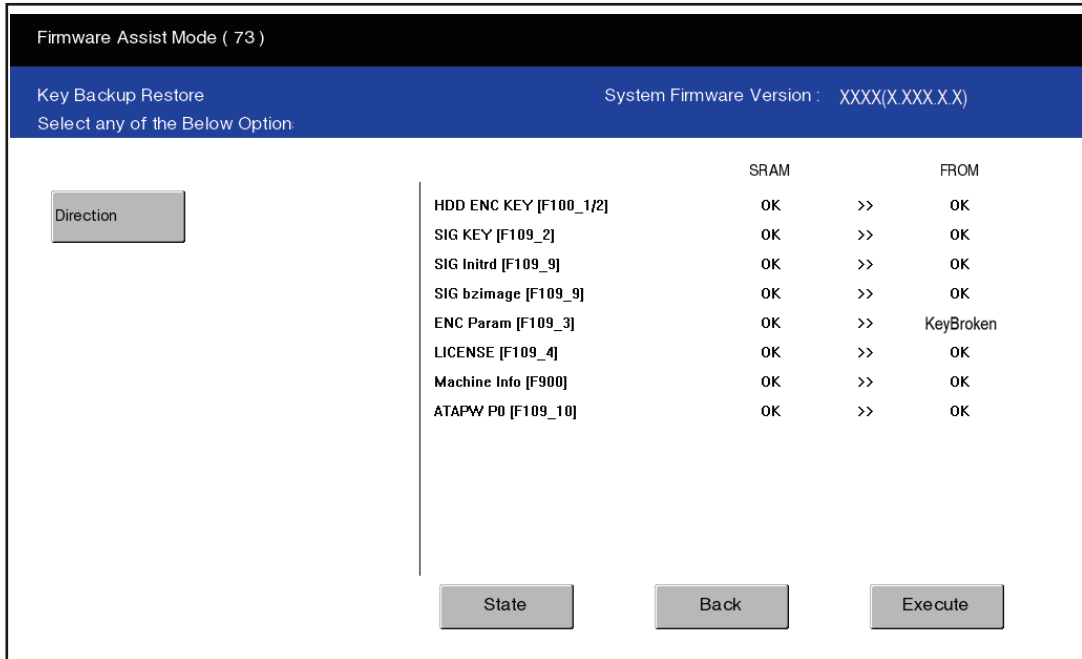 Firmware Assist Mode ( 73 )
Key Backup Restore
System Firmware Version : XXXX(X.XXX.X.X)
Select any of the Below Option:
SRAM FROM
Direction
HDD ENC KEY [F100_1/2] OK >> OK
SIG KEY [F109_2] OK >> OK
SIG Initrd [F109_9] OK >> OK
SIG bzimage [F109_9] OK >> OK
ENC Param [F109_3] OK >> KeyBroken
LICENSE [F109_4] OK >> OK
Machine Info [F900] OK >> OK
ATAPW P0 [F109_10] OK >> OK
State Back Execute